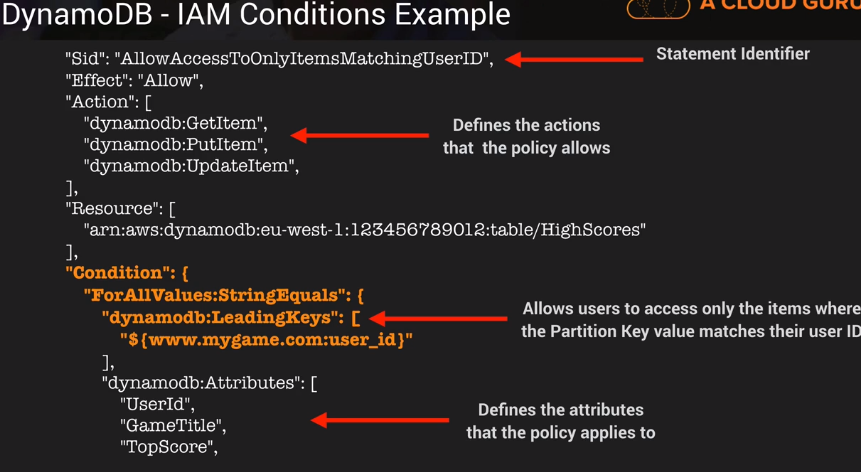 DynamoDB - IAM Conditions Example
A CLOUD GURU
"Sid": "AllowAccessToOnlyItemsMatchingUserID",
Statement Identifier
"Effect": "Allow",
"Action": [
"dynamodb:GetItem",
"dynamodb:PutItem",
"dynamodb:UpdateItem",
Defines the actions
that the policy allows
],
"Resource": [
"arn:aws:dynamodb:eu-west-1:123456789012:table/HighScores"
],
"Condition": {
"ForAllValues:StringEquals": {
"dynamodb:LeadingKeys": [
"${www.mygame.com:user_id}"
Allows users to access only the items where
the Partition Key value matches their user ID
],
"dynamodb:Attributes": [
"UserId",
"GameTitle",
"TopScore",
Defines the attributes
that the policy applies to